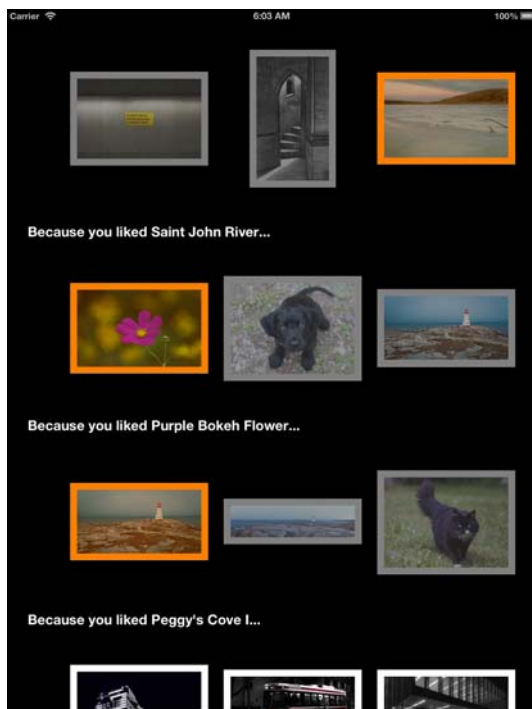 Carrier
6:03 AM
100%
Because you liked Saint John River...
Because you liked Purple Bokeh Flower...
Because you liked Peggy's Cove I...